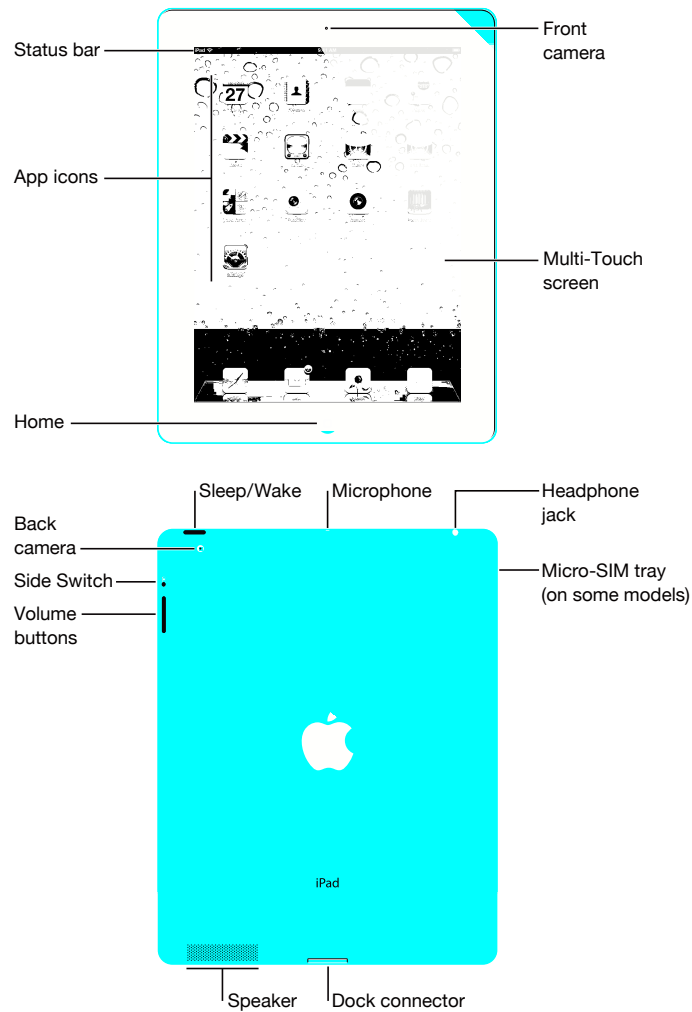 Front
camera
Status bar
iPad
27
App icons
Multi-Touch
screen
Home
Sleep/Wake
Microphone
Headphone
jack
Back
camera
Side Switch
Micro-SIM tray
(on some models)
Volume
buttons
iPad
Speaker
Dock connector